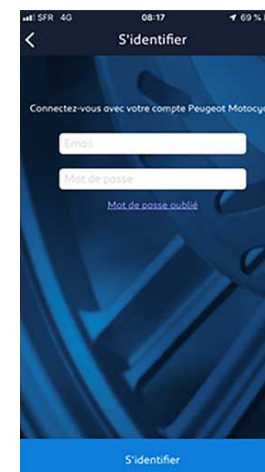 SFR 4G 08:17 69 %
S'identifier
Connectez-vous avec votre compte Peugeot Motocyc
Email
Mot de passe
Mot de passe oublié
S'identifier